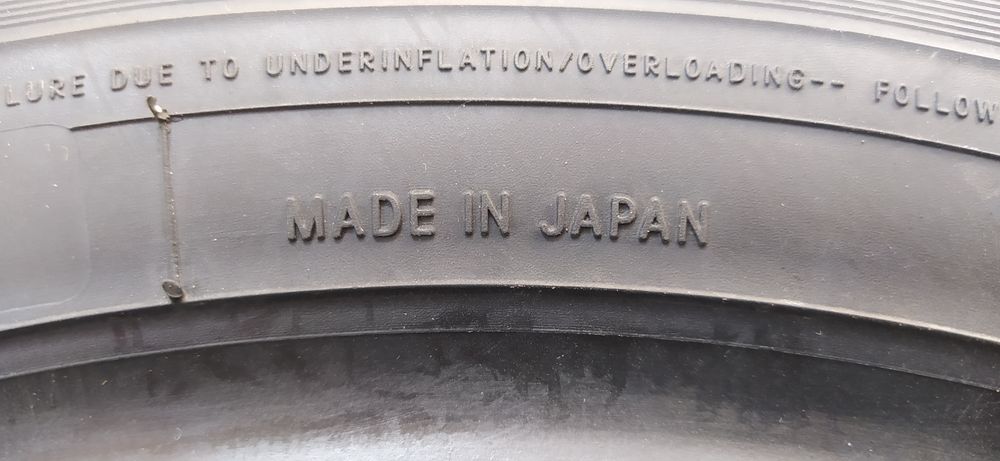 LURE DUE TO UNDERINFLATION/OVERLOADING-- FOLLOW
MADE IN JAPAN